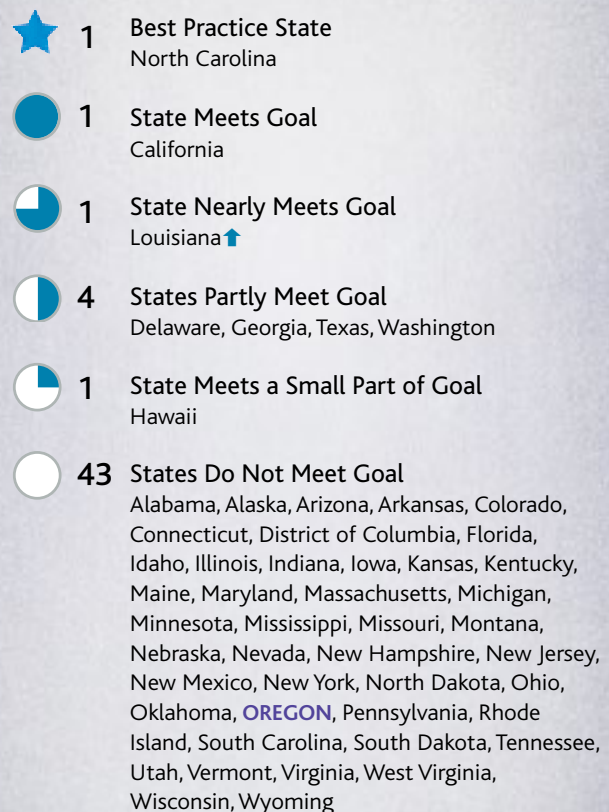 1 Best Practice State
North Carolina
1 State Meets Goal
California
1 State Nearly Meets Goal
Louisiana
4 States Partly Meet Goal
Delaware, Georgia, Texas, Washington
1 State Meets a Small Part of Goal
Hawaii
43 States Do Not Meet Goal
Alabama, Alaska, Arizona, Arkansas, Colorado,
Connecticut, District of Columbia, Florida,
Idaho, Illinois, Indiana, Iowa, Kansas, Kentucky,
Maine, Maryland, Massachusetts, Michigan,
Minnesota, Mississippi, Missouri, Montana,
Nebraska, Nevada, New Hampshire, New Jersey,
New Mexico, New York, North Dakota, Ohio,
Oklahoma, OREGON, Pennsylvania, Rhode
Island, South Carolina, South Dakota, Tennessee,
Utah, Vermont, Virginia, West Virginia,
Wisconsin, Wyoming